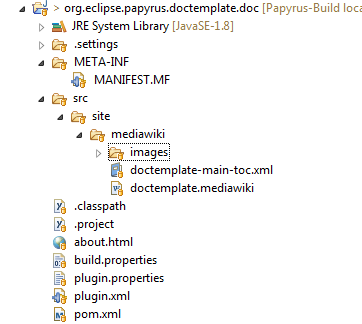 > org.eclipse.papyrus.doctemplate.doc [Papyrus-Build loca
JRE System Library [JavaSE-1.8]
.settings
META-INF
MANIFEST.MF
src
site
mediawiki
images
doctemplate-main-toc.xml
doctemplate.mediawiki
.classpath
.project
about.html
build.properties
plugin.properties
plugin.xml
pom.xml